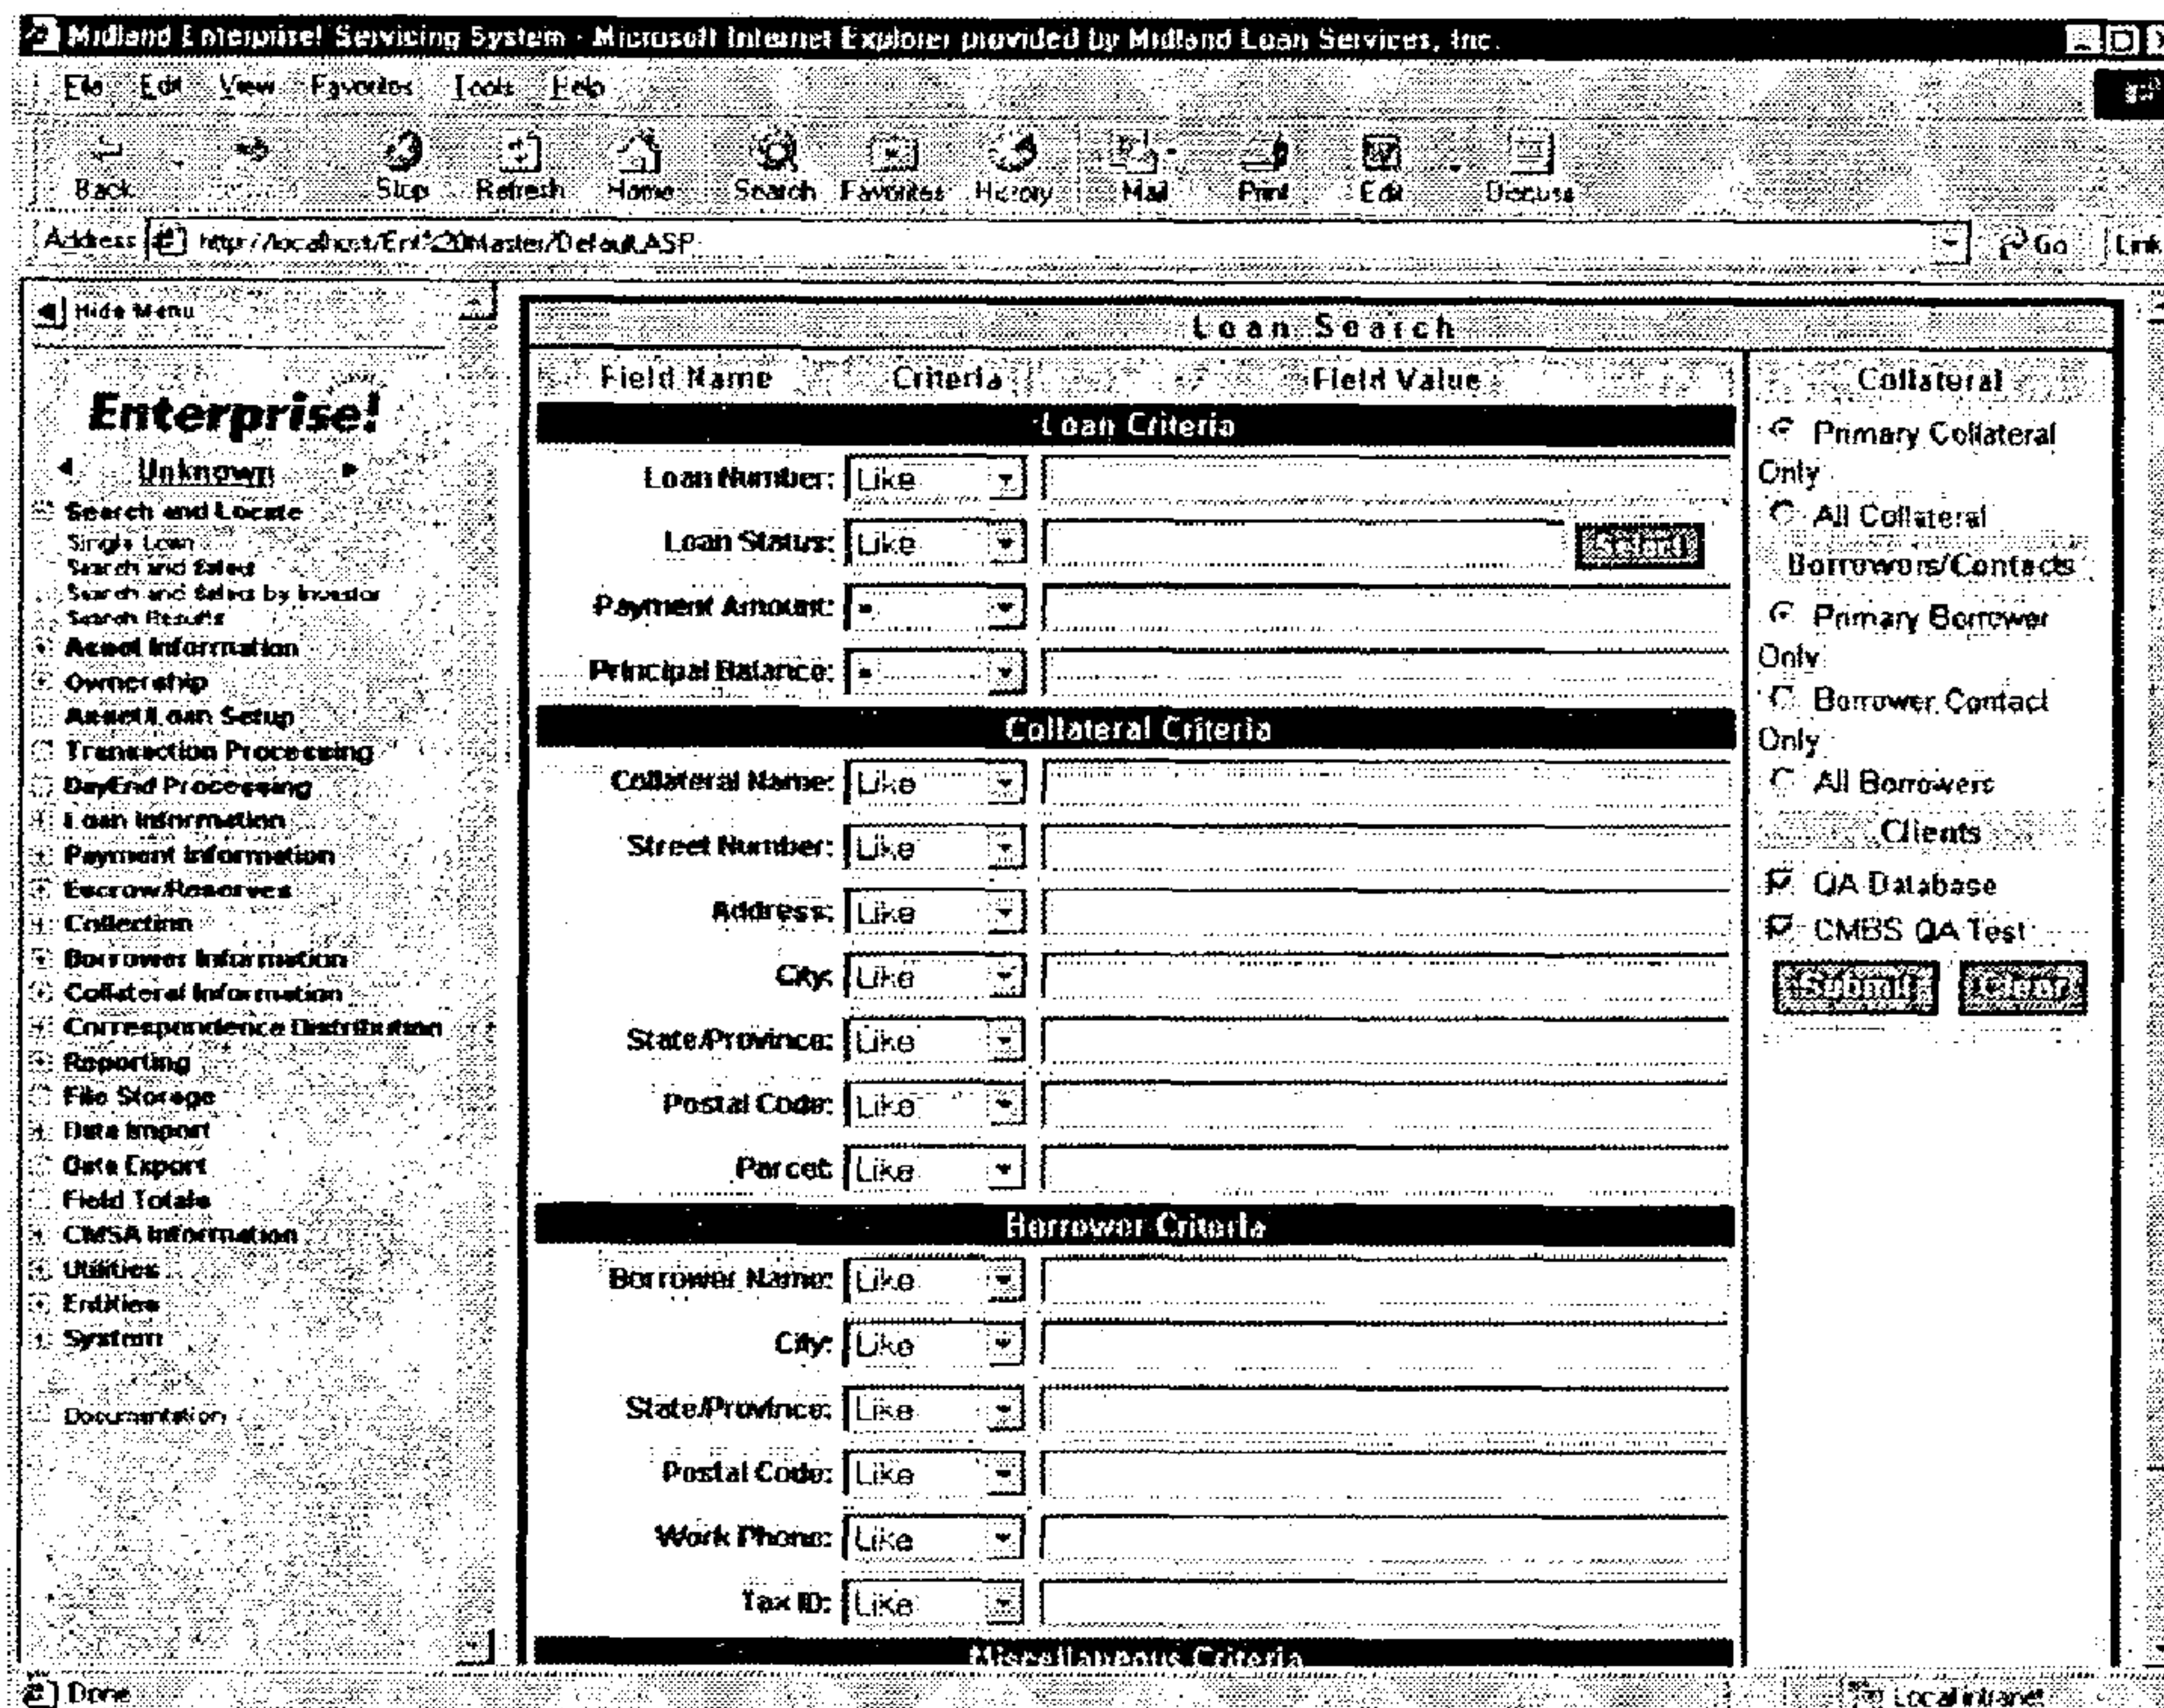 Midland Enterprise! Servicing System - Microsoft Internet Explorer provided by Midland Loan Services, Inc.
File Edit View Favorites Tools Help
Back Stop Refresh Home Search Favorites History Mail Print Edit Discuss
Address http://localhost/Ent%20Master/Default.ASP Go Link
Hide Menu
Enterprise!
Unknown
Search and Locate
Single Loan
Search and Select
Search and Select by Investor
Search Results
Asset Information
Ownership
Asset/Loan Setup
Transaction Processing
DayEnd Processing
Loan Information
Payment Information
Escrow/Reserves
Collection
Borrower Information
Collateral Information
Correspondence Distribution
Reporting
File Storage
Data Import
Data Export
Field Totals
CMSA Information
Utilities
Entities
System
Documentation
Loan Search
Field Name Criteria Field Value
Loan Criteria
Loan Number: Like
Loan Status: Like Select
Payment Amount: =
Principal Balance: =
Collateral Criteria
Collateral Name: Like
Street Number: Like
Address: Like
City: Like
State/Province: Like
Postal Code: Like
Parcel: Like
Borrower Criteria
Borrower Name: Like
City: Like
State/Province: Like
Postal Code: Like
Work Phone: Like
Tax ID: Like
Miscellaneous Criteria
Collateral
Primary Collateral
Only
All Collateral
Borrowers/Contacts
Primary Borrower
Only
Borrower Contact
Only
All Borrowers
Clients
QA Database
CMBS QA Test
Submit Clear
Done Local intranet